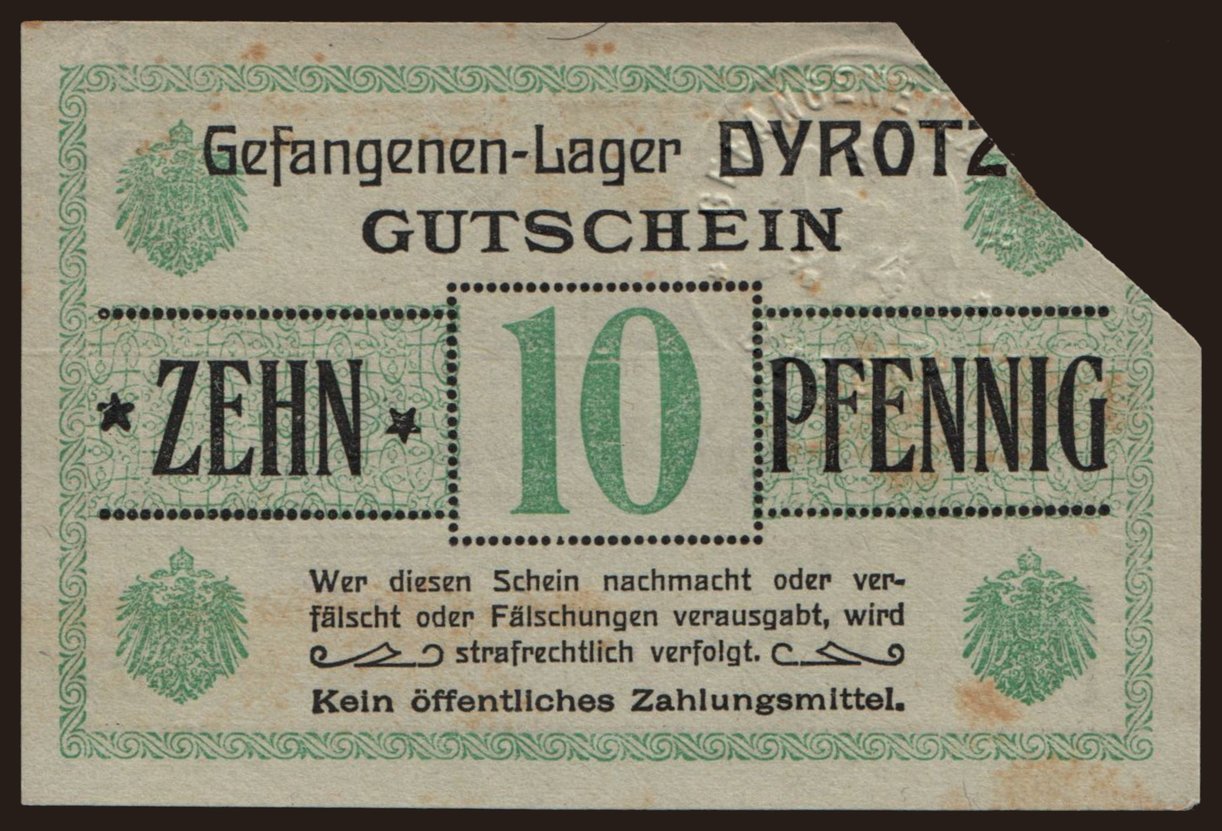 Gefangenen-Lager DYROTZ
GUTSCHEIN
ZEHN 10 PFENNIG
Wer diesen Schein nachmacht oder ver-
fälscht oder Fälschungen verausgabt, wird
strafrechtlich verfolgt.
Kein öffentliches Zahlungsmittel.